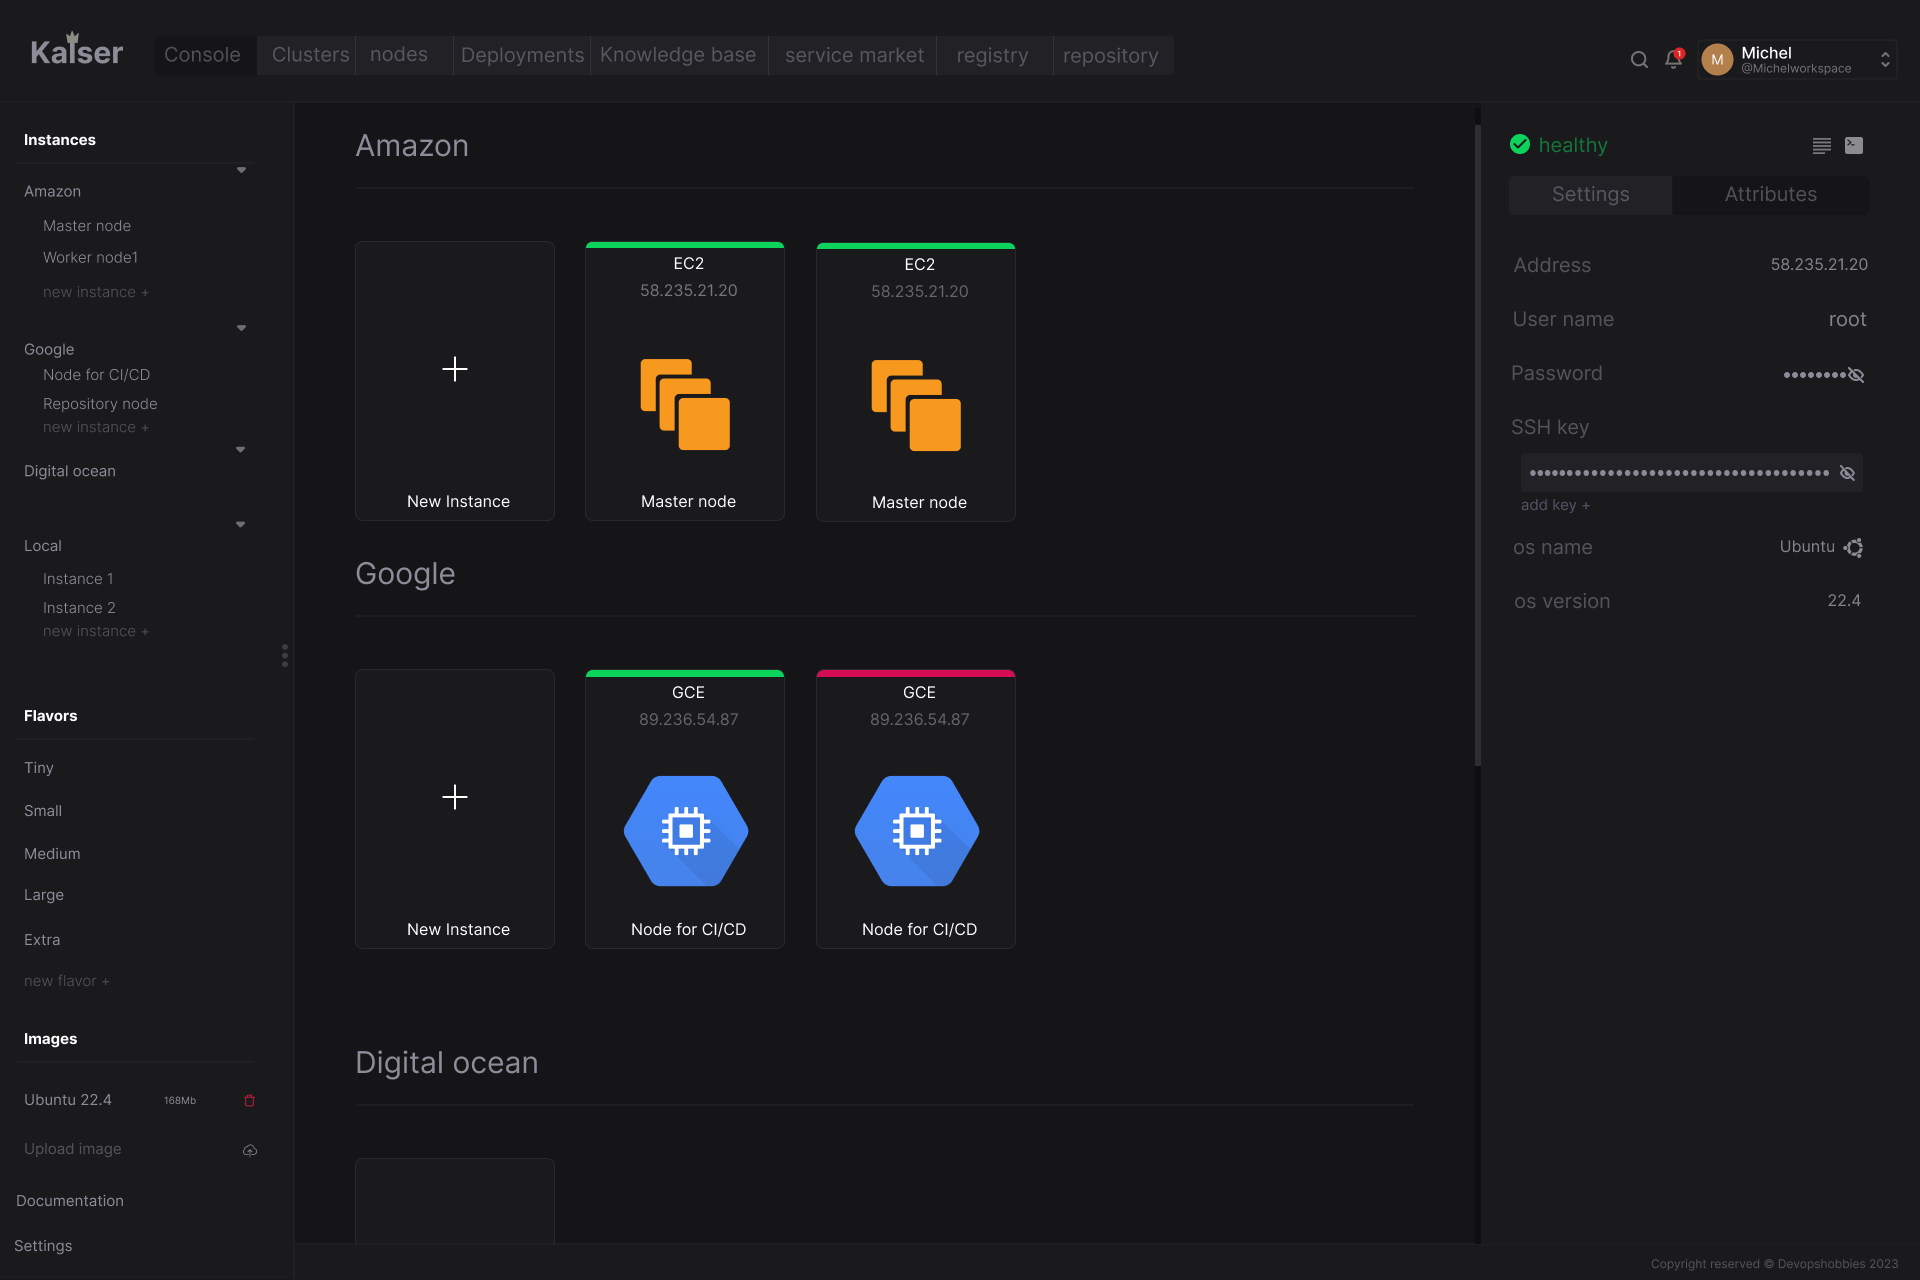 Kaiser
Console
Clusters
nodes
Deployments
Knowledge base
service market
registry
repository
1
M
Michel
@Michelworkspace
Instances
Amazon
Master node
Worker node1
new instance +
Google
Node for CI/CD
Repository node
new instance +
Digital ocean
Local
Instance 1
Instance 2
new instance +
Flavors
Tiny
Small
Medium
Large
Extra
new flavor +
Images
Ubuntu 22.4 168Mb
Upload image
Documentation
Settings
Amazon
New Instance
EC2
58.235.21.20
Master node
EC2
58.235.21.20
Master node
Google
New Instance
GCE
89.236.54.87
Node for CI/CD
GCE
89.236.54.87
Node for CI/CD
Digital ocean
healthy
Settings
Attributes
Address 58.235.21.20
User name root
Password ••••••••
SSH key
••••••••••••••••••••••••••••••••••••
add key +
os name Ubuntu
os version 22.4
Copyright reserved © Devopshobbies 2023